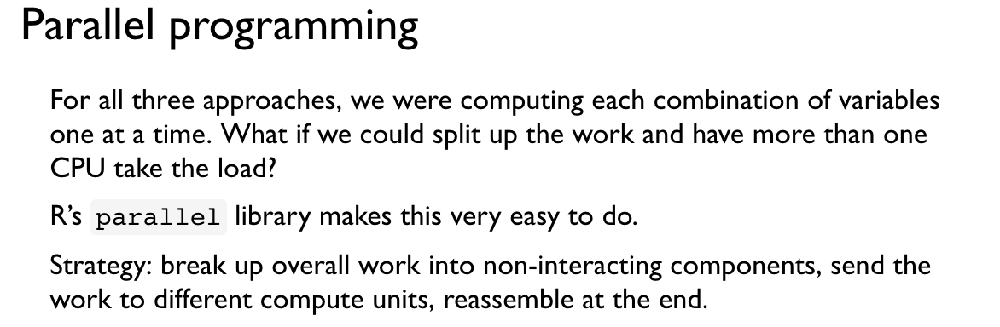 Parallel programming
For all three approaches, we were computing each combination of variables
one at a time. What if we could split up the work and have more than one
CPU take the load?
R’s parallel library makes this very easy to do.
Strategy: break up overall work into non-interacting components, send the
work to different compute units, reassemble at the end.